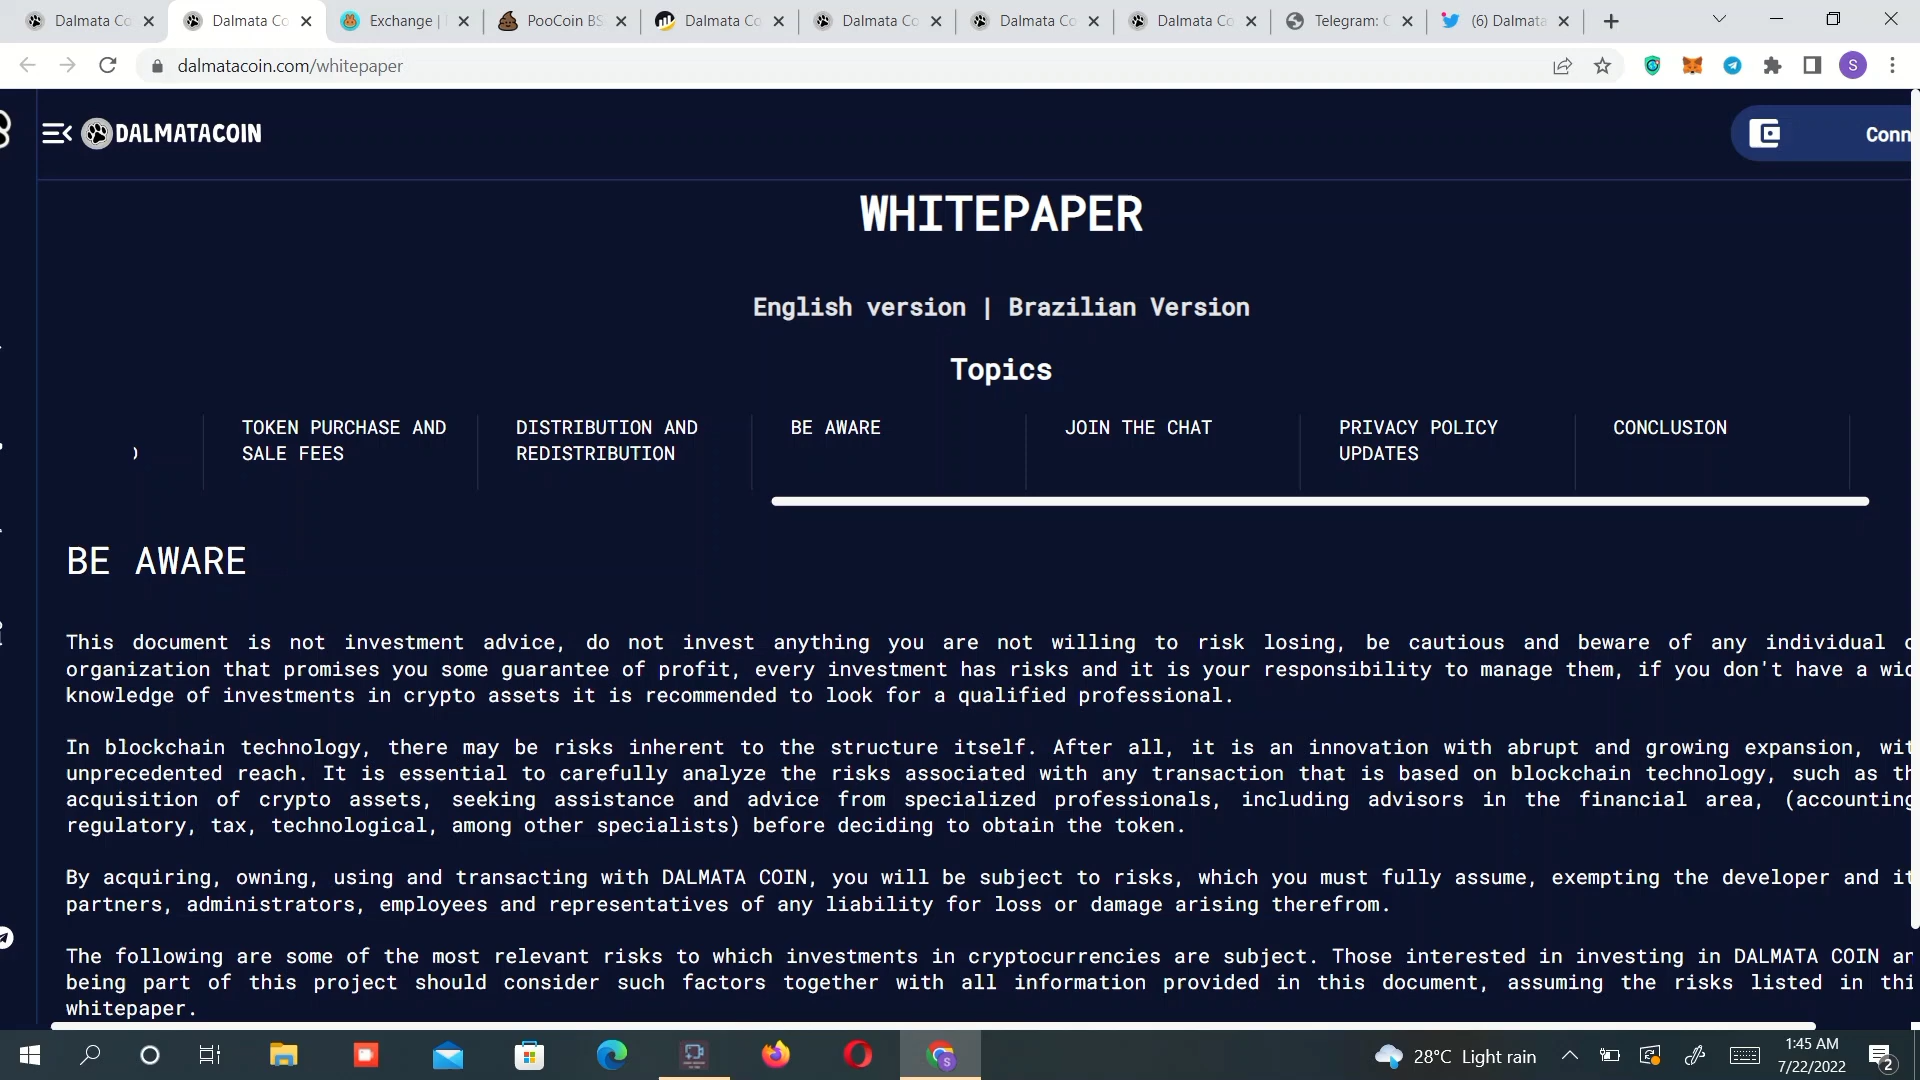 Dalmata Co
Dalmata Co
Exchange |
PooCoin BS
Dalmata Co
Dalmata Co
Dalmata Co
Dalmata Co
Telegram: C
(6) Dalmata
dalmatacoin.com/whitepaper
S
DALMATACOIN
Conn
WHITEPAPER
English version | Brazilian Version
Topics
TOKEN PURCHASE AND
SALE FEES
DISTRIBUTION AND
REDISTRIBUTION
BE AWARE
JOIN THE CHAT
PRIVACY POLICY
UPDATES
CONCLUSION
BE AWARE
This document is not investment advice, do not invest anything you are not willing to risk losing, be cautious and beware of any individual
organization that promises you some guarantee of profit, every investment has risks and it is your responsibility to manage them, if you don't have a
knowledge of investments in crypto assets it is recommended to look for a qualified professional.
In blockchain technology, there may be risks inherent to the structure itself. After all, it is an innovation with abrupt and growing expansion,
unprecedented reach. It is essential to carefully analyze the risks associated with any transaction that is based on blockchain technology, such as
acquisition of crypto assets, seeking assistance and advice from specialized professionals, including advisors in the financial area, (accounting
regulatory, tax, technological, among other specialists) before deciding to obtain the token.
By acquiring, owning, using and transacting with DALMATA COIN, you will be subject to risks, which you must fully assume, exempting the developer and
partners, administrators, employees and representatives of any liability for loss or damage arising therefrom.
The following are some of the most relevant risks to which investments in cryptocurrencies are subject. Those interested in investing in DALMATA COIN
being part of this project should consider such factors together with all information provided in this document, assuming the risks listed in
whitepaper.
28°C Light rain
1:45 AM
7/22/2022
2